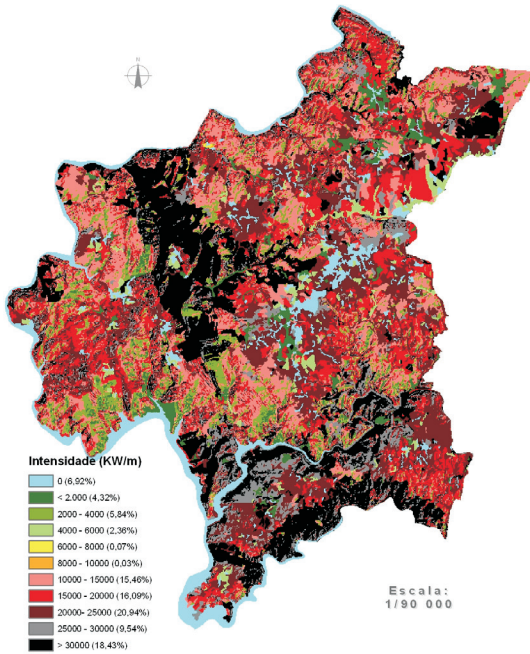 N
Intensidade (KW/m)
0 (6,92%)
< 2.000 (4,32%)
2000 - 4000 (5,84%)
4000 - 6000 (2,36%)
6000 - 8000 (0,07%)
8000 - 10000 (0,03%)
10000 - 15000 (15,46%)
15000 - 20000 (16,09%)
20000- 25000 (20,94%)
25000 - 30000 (9,54%)
> 30000 (18,43%)
Escala:
1/90 000